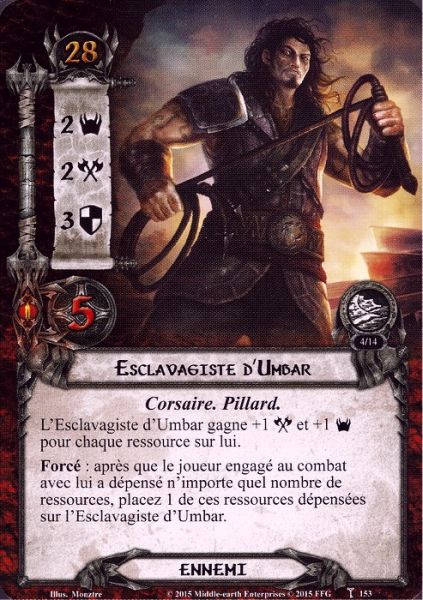 28
2
2
3
5
4/14
Esclavagiste d'Umbar
Corsaire. Pillard.
L'Esclavagiste d'Umbar gagne +1 et +1
pour chaque ressource sur lui.
Forcé : après que le joueur engagé au combat
avec lui a dépensé n'importe quel nombre de
ressources, placez 1 de ces ressources dépensées
sur l'Esclavagiste d'Umbar.
ENNEMI
Illus. Monztre © 2015 Middle-earth Enterprises © 2015 FFG 153